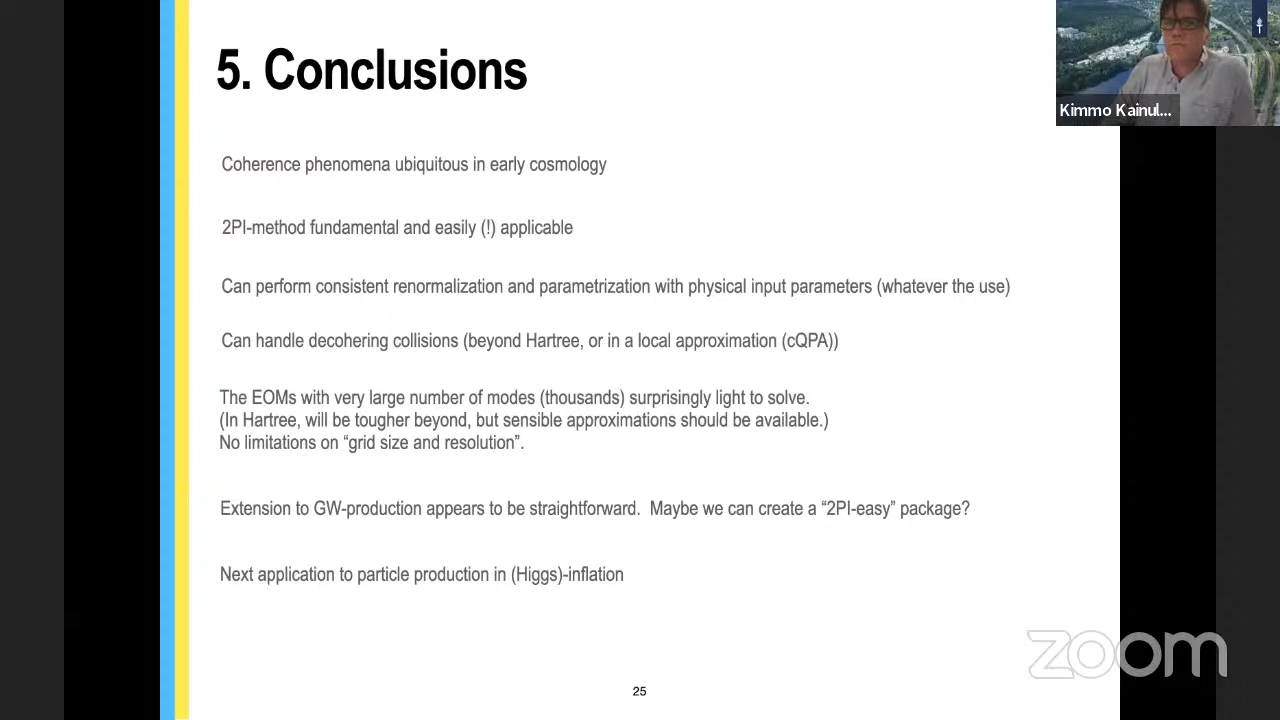 5. Conclusions
Kimmo Kainul...
Coherence phenomena ubiquitous in early cosmology
2PI-method fundamental and easily (!) applicable
Can perform consistent renormalization and parametrization with physical input parameters (whatever the use)
Can handle decohering collisions (beyond Hartree, or in a local approximation (cQPA))
The EOMs with very large number of modes (thousands) surprisingly light to solve.
(In Hartree, will be tougher beyond, but sensible approximations should be available.)
No limitations on “grid size and resolution”.
Extension to GW-production appears to be straightforward.  Maybe we can create a “2PI-easy” package?
Next application to particle production in (Higgs)-inflation
zoom
25